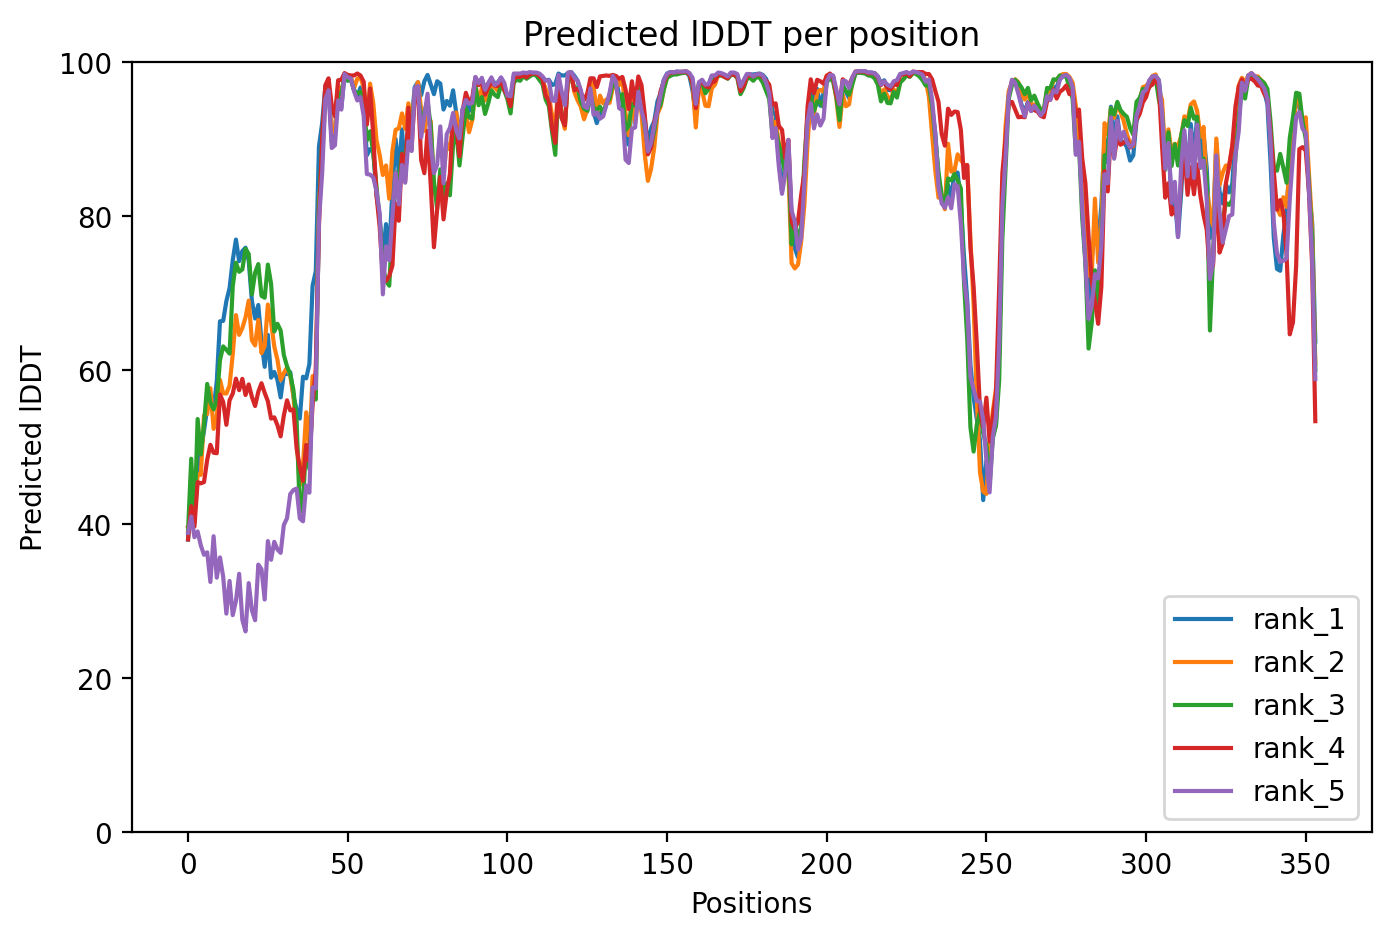 Predicted lDDT per position
Predicted lDDT
100
80
60
40
20
0
0 50 100 150 200 250 300 350
Positions
rank_1
rank_2
rank_3
rank_4
rank_5